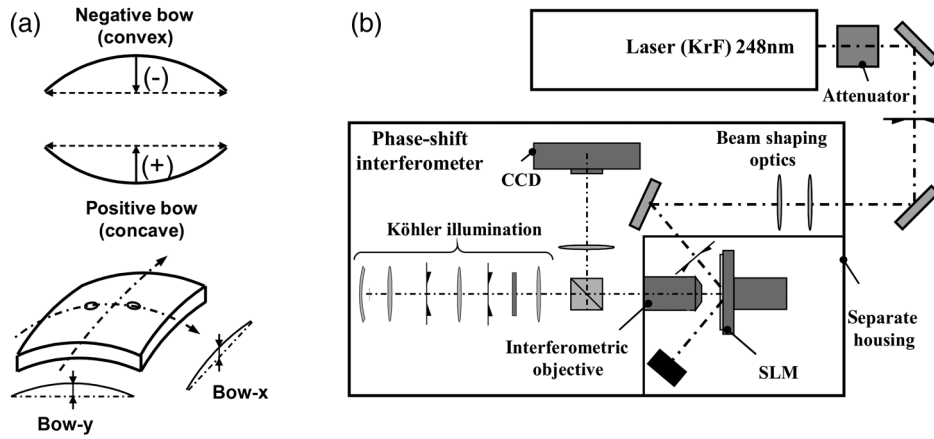 (a)
Negative bow
(convex)
(-)
(+)
Positive bow
(concave)
Bow-x
Bow-y
(b)
Laser (KrF) 248nm
Attenuator
Phase-shift
interferometer
CCD
Beam shaping
optics
Köhler illumination
Interferometric
objective
SLM
Separate
housing